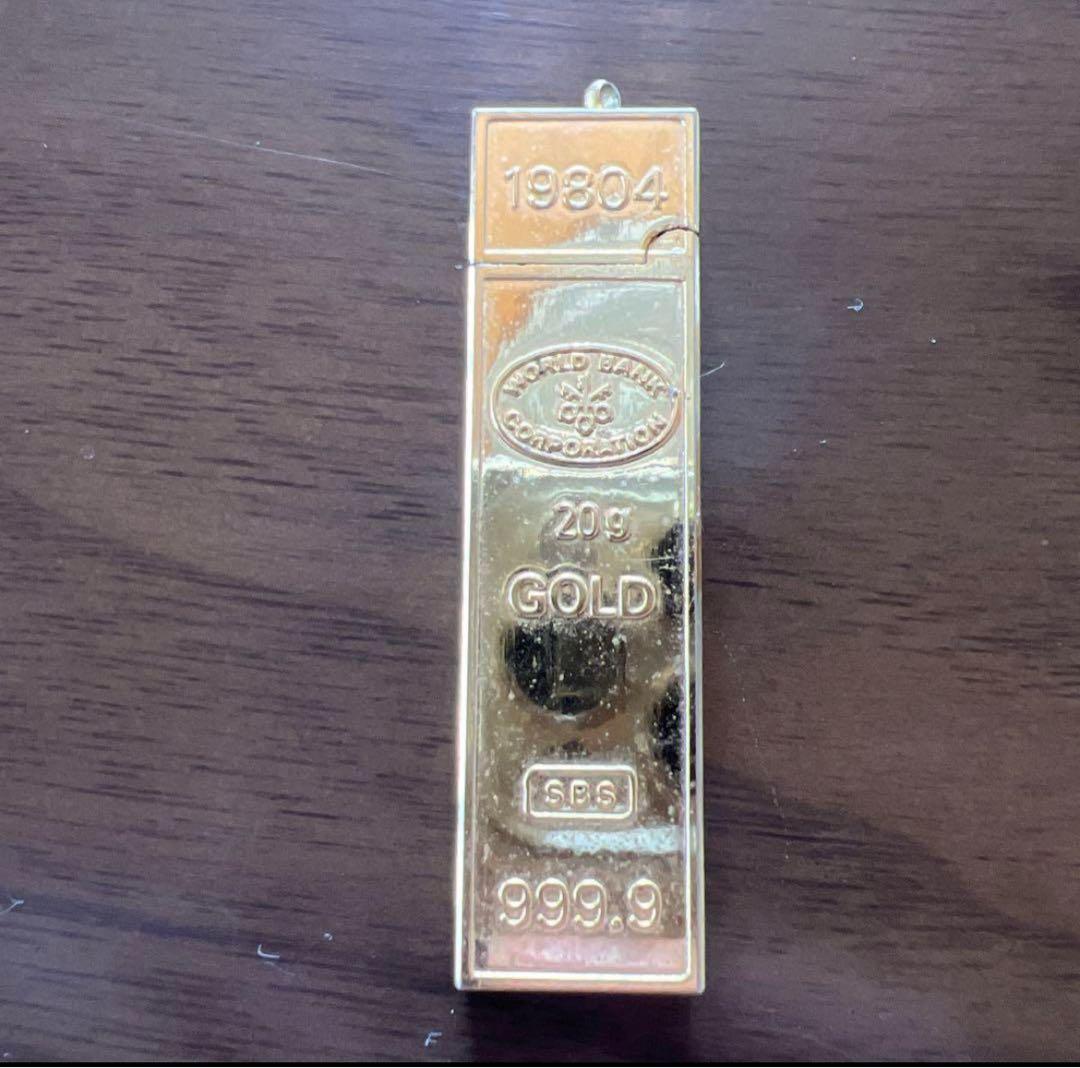 19804
WORLD BANK
CORPORATION
20g
GOLD
SBS
999.9